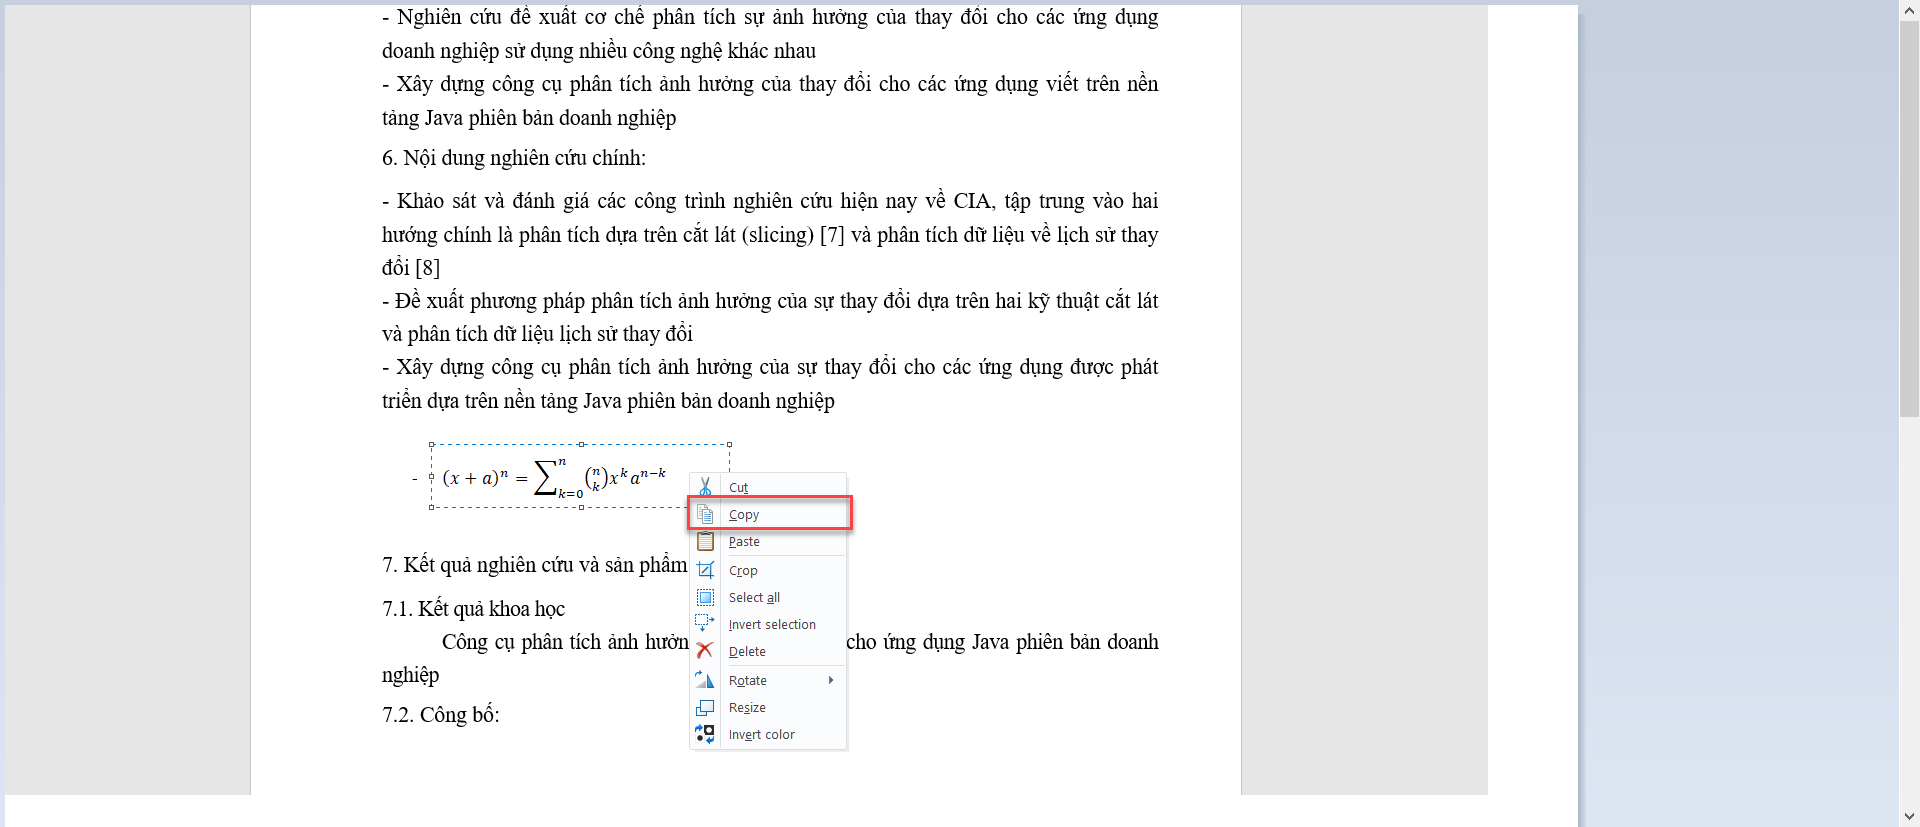 - Nghiên cứu đề xuất cơ chế phân tích sự ảnh hưởng của thay đổi cho các ứng dụng
doanh nghiệp sử dụng nhiều công nghệ khác nhau
- Xây dựng công cụ phân tích ảnh hưởng của thay đổi cho các ứng dụng viết trên nền
tảng Java phiên bản doanh nghiệp
6. Nội dung nghiên cứu chính:
- Khảo sát và đánh giá các công trình nghiên cứu hiện nay về CIA, tập trung vào hai
hướng chính là phân tích dựa trên cắt lát (slicing) [7] và phân tích dữ liệu về lịch sử thay
đổi [8]
- Đề xuất phương pháp phân tích ảnh hưởng của sự thay đổi dựa trên hai kỹ thuật cắt lát
và phân tích dữ liệu lịch sử thay đổi
- Xây dựng công cụ phân tích ảnh hưởng của sự thay đổi cho các ứng dụng được phát
triển dựa trên nền tảng Java phiên bản doanh nghiệp
- (x + a)^n = ∑_{k=0}^{n} (n k) x^k a^{n−k}
Cut
Copy
Paste
Crop
Select all
Invert selection
Delete
Rotate
Resize
Invert color
7. Kết quả nghiên cứu và sản phẩm
7.1. Kết quả khoa học
Công cụ phân tích ảnh hưởn cho ứng dụng Java phiên bản doanh
nghiệp
7.2. Công bố: